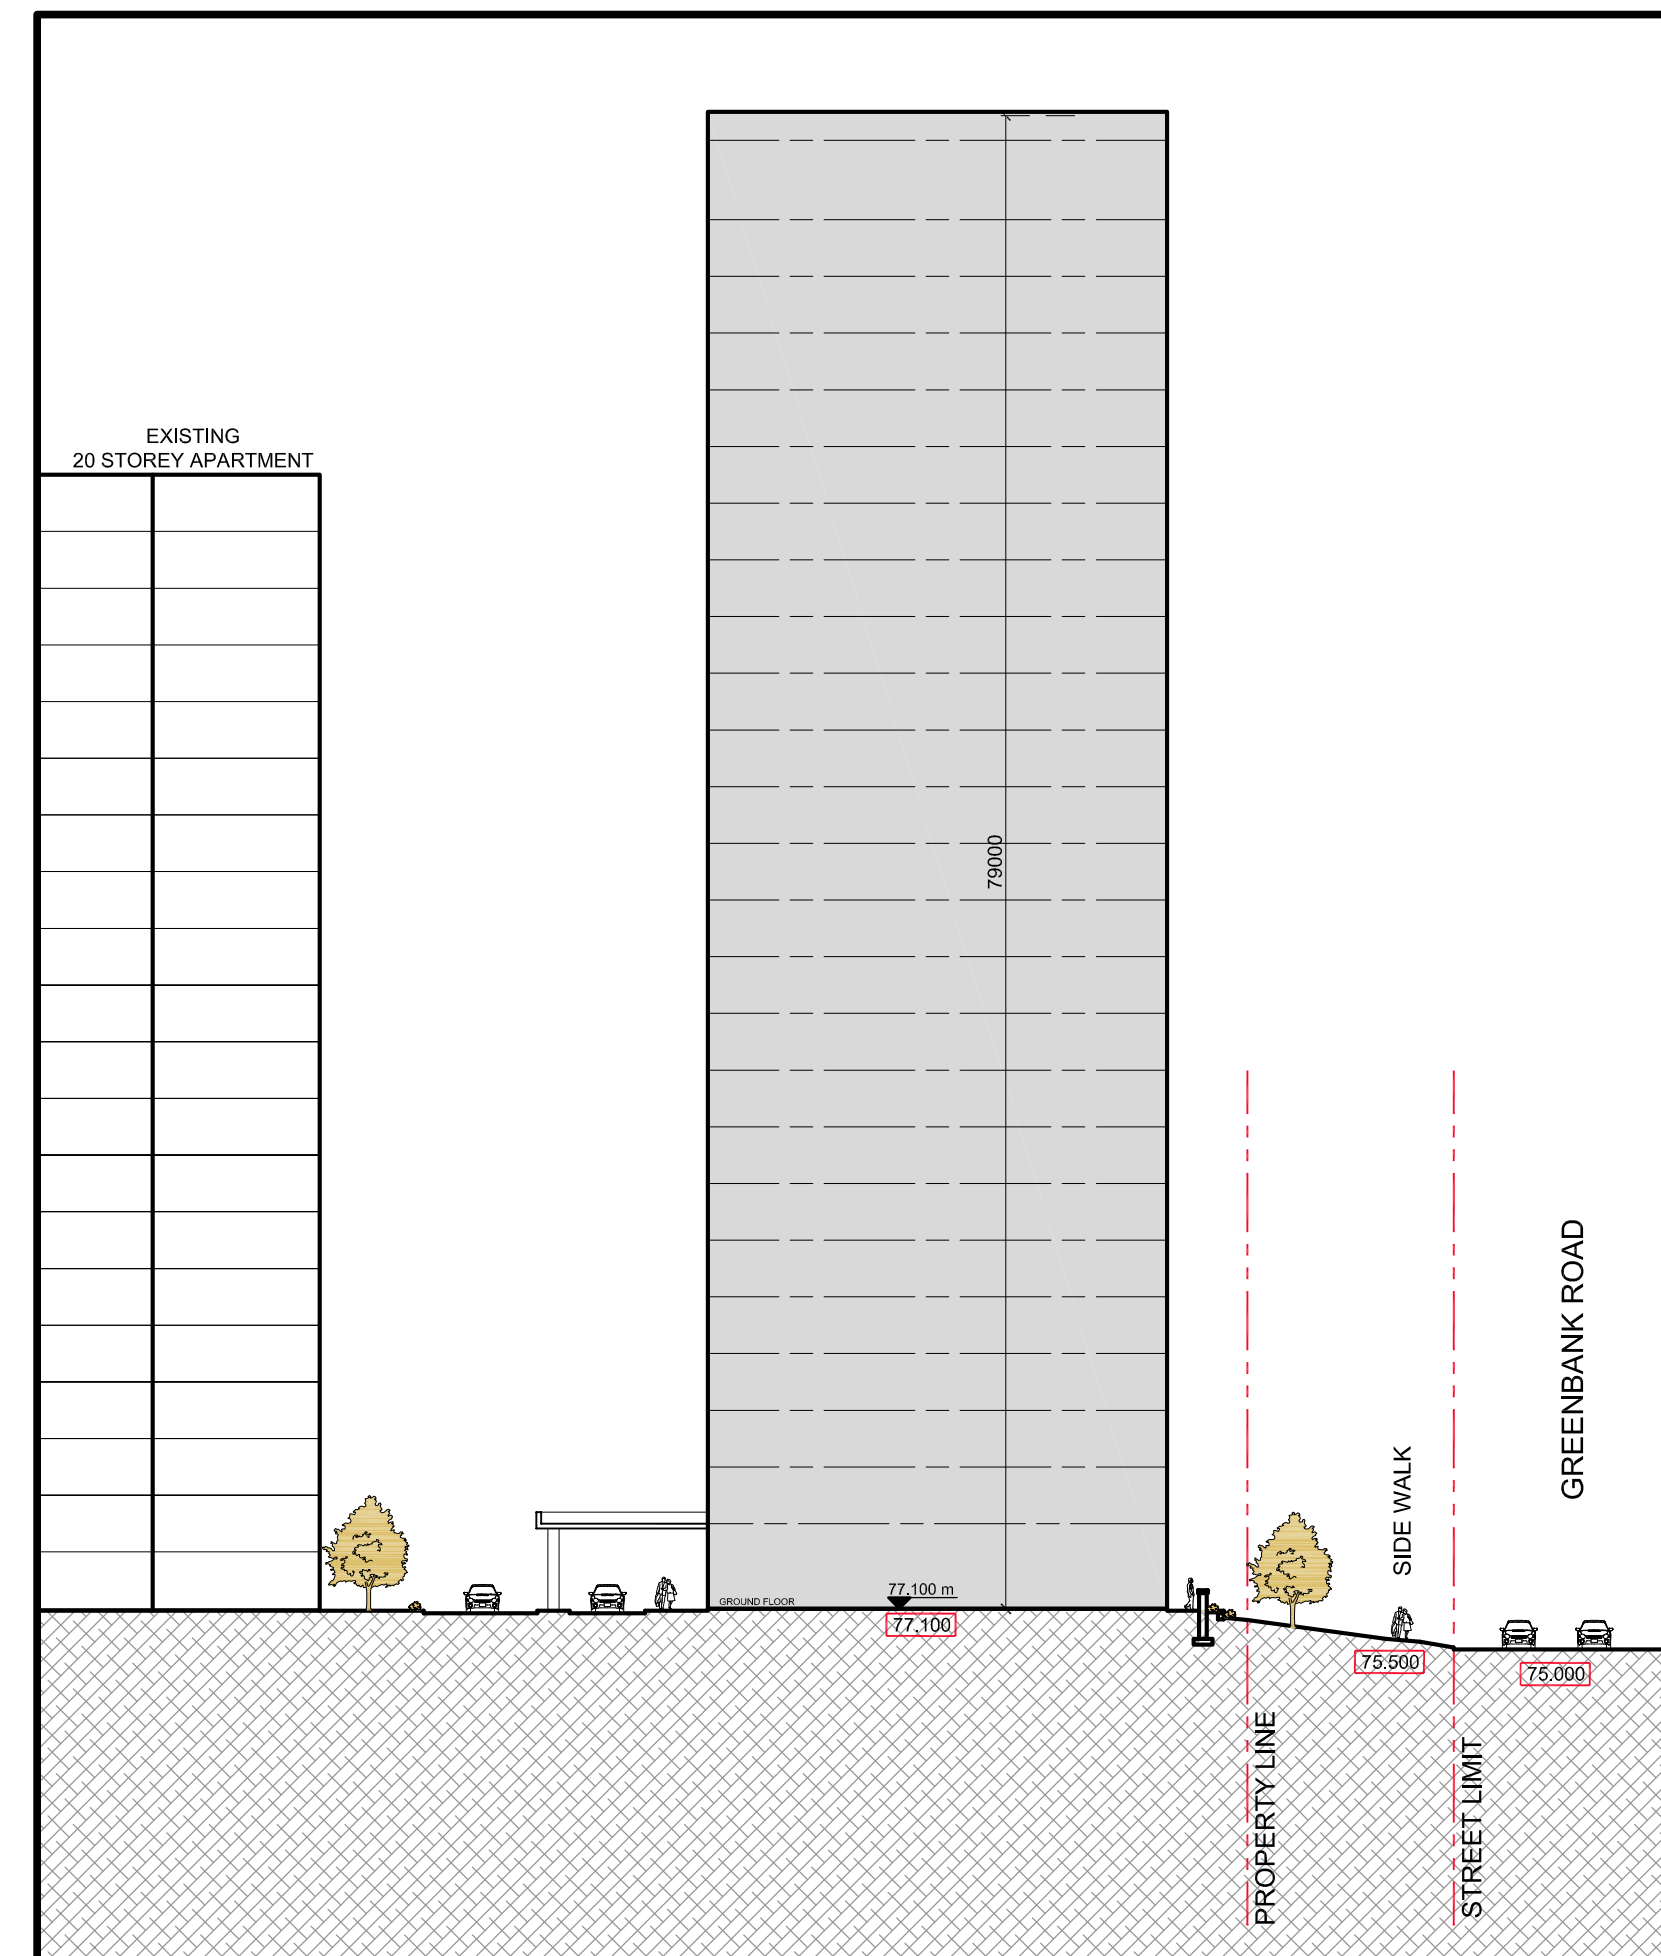 EXISTING
20 STOREY APARTMENT
79000
GREENBANK ROAD
SIDE WALK
77.100 m
GROUND FLOOR
77.100
75.500
75.000
PROPERTY LINE
STREET LIMIT